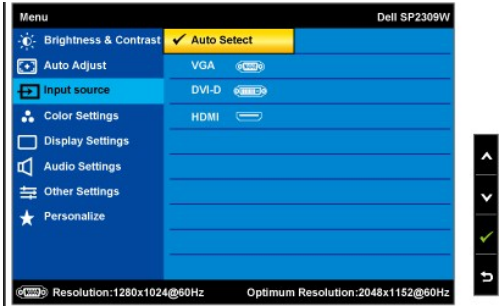 Menu Dell SP2309W
Brightness & Contrast ✓ Auto Select
Auto Adjust VGA
Input source DVI-D
Color Settings HDMI
Display Settings
Audio Settings
Other Settings
Personalize
Resolution:1280x1024@60Hz Optimum Resolution:2048x1152@60Hz